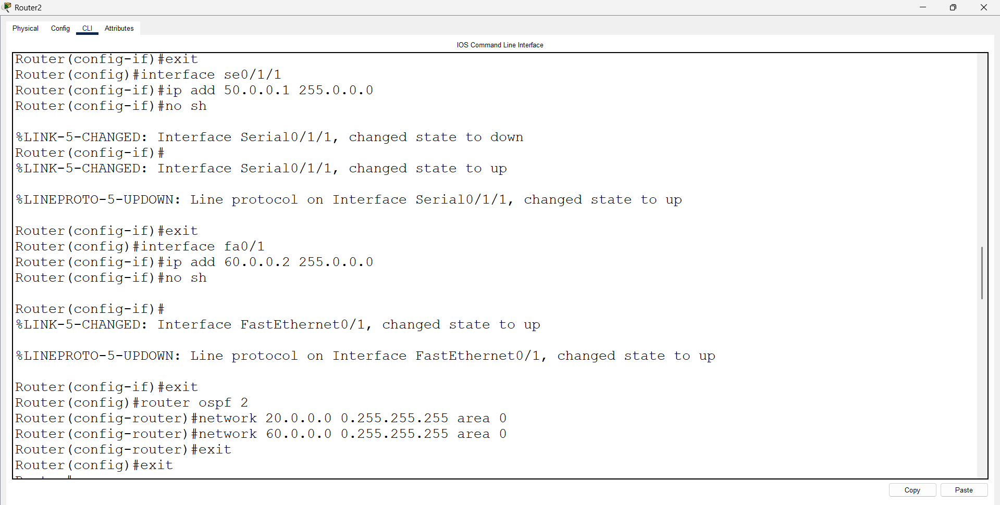 Router2
Physical Config CLI Attributes
IOS Command Line Interface
Router(config-if)#exit
Router(config)#interface se0/1/1
Router(config-if)#ip add 50.0.0.1 255.0.0.0
Router(config-if)#no sh
%LINK-5-CHANGED: Interface Serial0/1/1, changed state to down
Router(config-if)#
%LINK-5-CHANGED: Interface Serial0/1/1, changed state to up
%LINEPROTO-5-UPDOWN: Line protocol on Interface Serial0/1/1, changed state to up
Router(config-if)#exit
Router(config)#interface fa0/1
Router(config-if)#ip add 60.0.0.2 255.0.0.0
Router(config-if)#no sh
Router(config-if)#
%LINK-5-CHANGED: Interface FastEthernet0/1, changed state to up
%LINEPROTO-5-UPDOWN: Line protocol on Interface FastEthernet0/1, changed state to up
Router(config-if)#exit
Router(config)#router ospf 2
Router(config-router)#network 20.0.0.0 0.255.255.255 area 0
Router(config-router)#network 60.0.0.0 0.255.255.255 area 0
Router(config-router)#exit
Router(config)#exit
Copy Paste